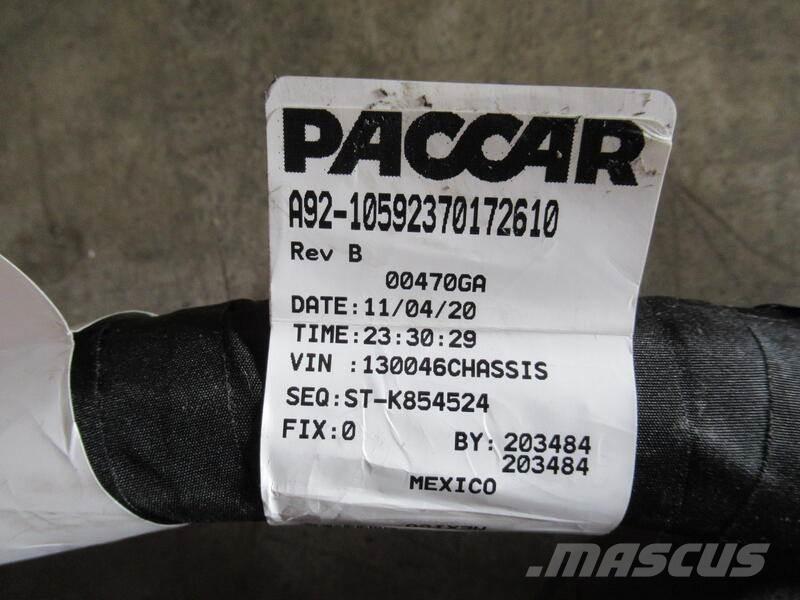 PACCAR
A92-10592370172610
Rev B
00470GA
DATE:11/04/20
TIME:23:30:29
VIN :130046CHASSIS
SEQ:ST-K854524
FIX:0 BY:203484
203484
MEXICO
MEXICO
MASCUS